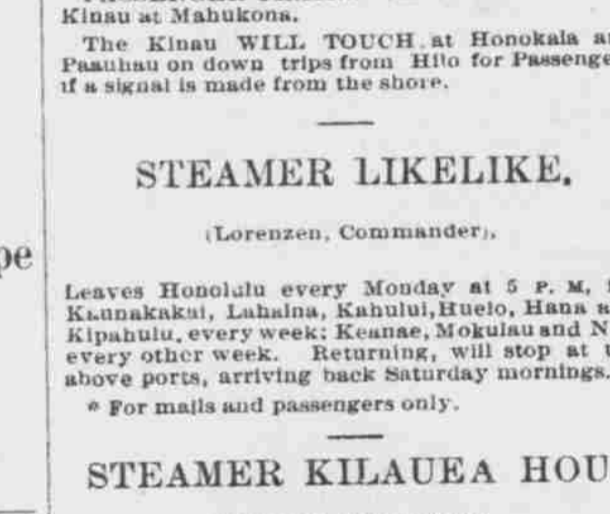 Kinau at Mahukona.
The Kinau WILL TOUCH at Honokaia
Paauhau on down trips from Hilo for Passenge
if a signal is made from the shore.
STEAMER LIKELIKE,
(Lorenzen, Commander),
pe
Leaves Honolulu every Monday at 5 P. M,
Kaunakakai, Lahaina, Kahului, Huelo, Hana a
Kipahulu, every week; Keanae, Mokulau and N
every other week. Returning, will stop at t
above ports, arriving back Saturday mornings.
* For mails and passengers only.
STEAMER KILAUEA HOU